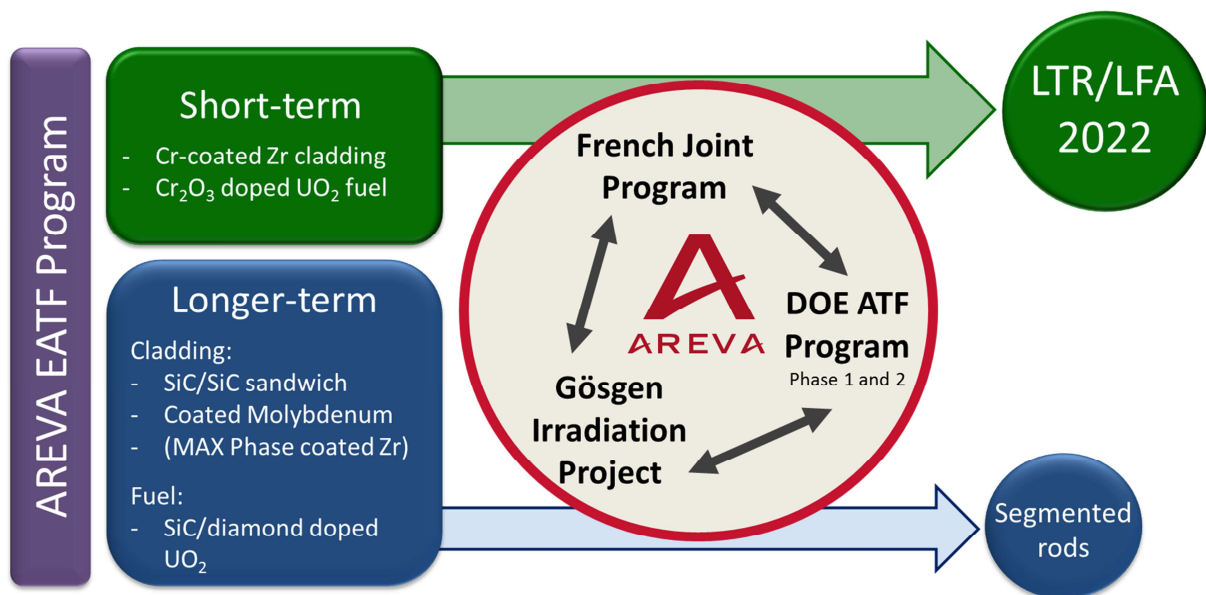 AREVA EATF Program
Short-term
- Cr-coated Zr cladding
- Cr₂O₃ doped UO₂ fuel
Longer-term
Cladding:
- SiC/SiC sandwich
- Coated Molybdenum
- (MAX Phase coated Zr)
Fuel:
- SiC/diamond doped
UO₂
French Joint
Program
AREVA
DOE ATF
Program
Phase 1 and 2
Gösgen
Irradiation
Project
LTR/LFA
2022
Segmented
rods